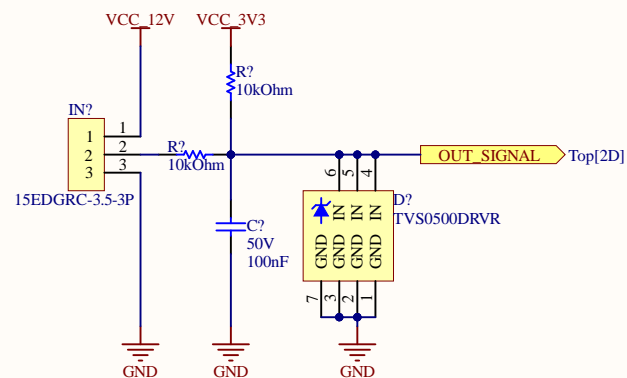 VCC_12V
VCC_3V3
R?
10kOhm
IN?
1
2
3
1
2
3
15EDGRC-3.5-3P
R?
10kOhm
OUT_SIGNAL
Top[2D]
6
5
4
D?
TVS0500DRVR
IN
IN
IN
GND
GND
GND
GND
7
3
2
1
C?
50V
100nF
GND
GND
GND